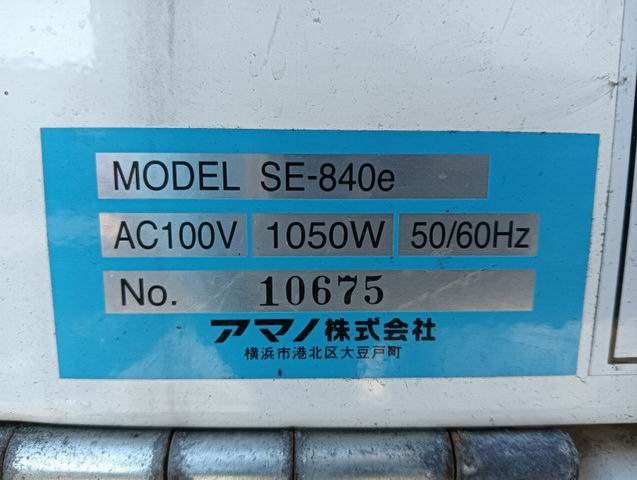 MODEL SE-840e
AC100V 1050W 50/60Hz
No. 10675
アマノ株式会社
横浜市港北区大豆戸町